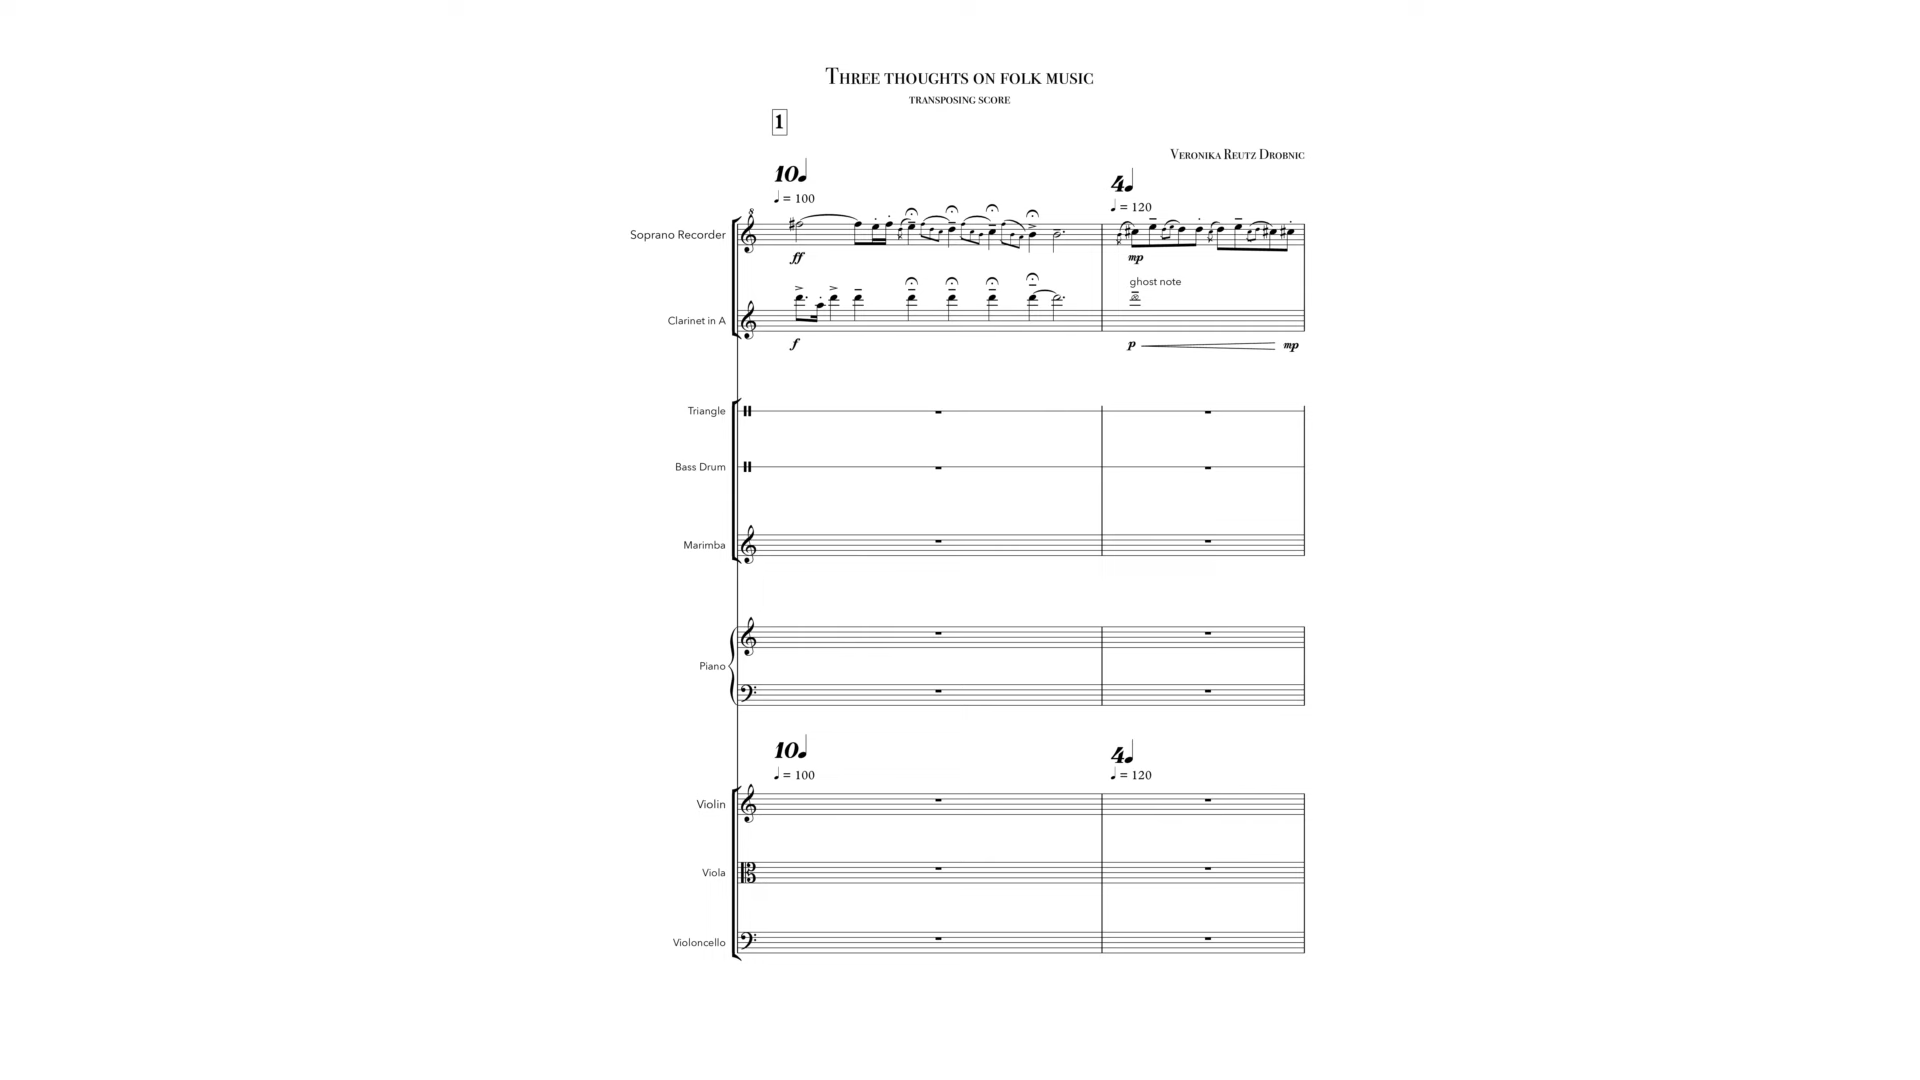 THREE THOUGHTS ON FOLK MUSIC
TRANSPOSING SCORE
1
VERONIKA REUTZ DROBNIC
10 4
= 100 = 120
Soprano Recorder
8
ff mp
ghost note
Clarinet in A
f p mp
Triangle
Bass Drum
Marimba
Piano
10 4
= 100 = 120
Violin
Viola
Violoncello